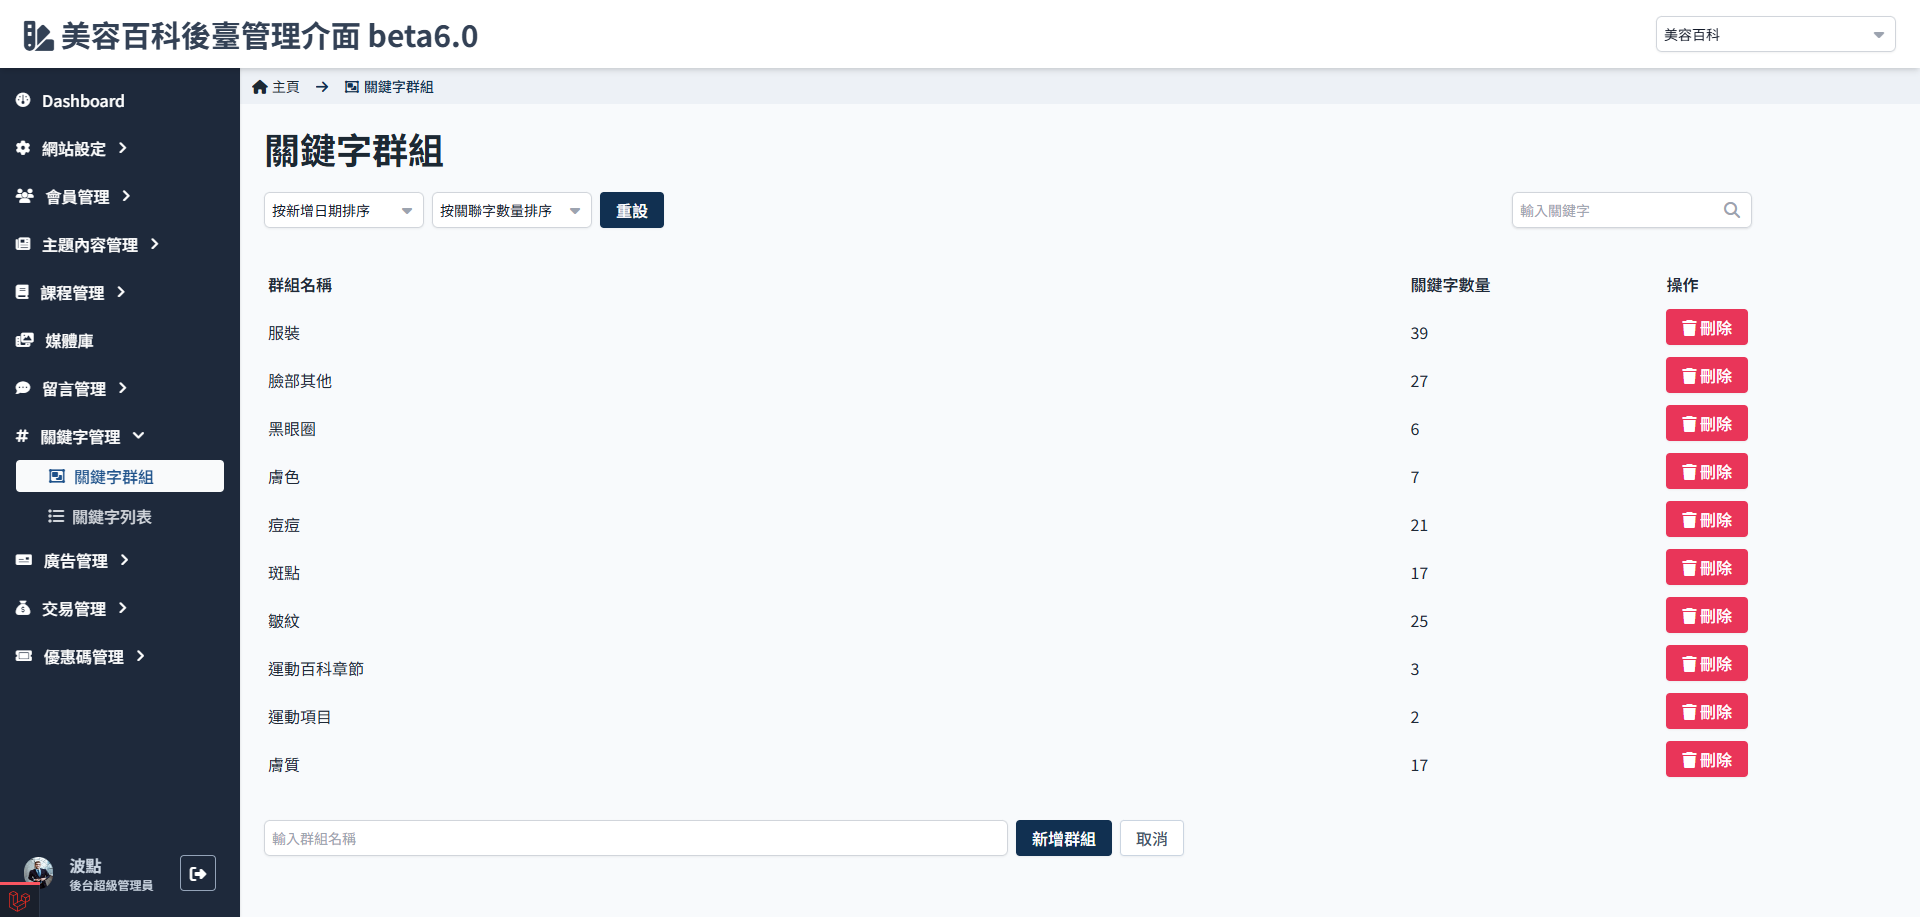 美容百科後臺管理介面 beta6.0
美容百科
Dashboard
網站設定
會員管理
主題內容管理
課程管理
媒體庫
留言管理
# 關鍵字管理
關鍵字群組
關鍵字列表
廣告管理
交易管理
優惠碼管理
波點
後台超級管理員
主頁 → 關鍵字群組
關鍵字群組
按新增日期排序 按關聯字數量排序 重設 輸入關鍵字
群組名稱 關鍵字數量 操作
服裝 39 刪除
臉部其他 27 刪除
黑眼圈 6 刪除
膚色 7 刪除
痘痘 21 刪除
斑點 17 刪除
皺紋 25 刪除
運動百科章節 3 刪除
運動項目 2 刪除
膚質 17 刪除
輸入群組名稱 新增群組 取消